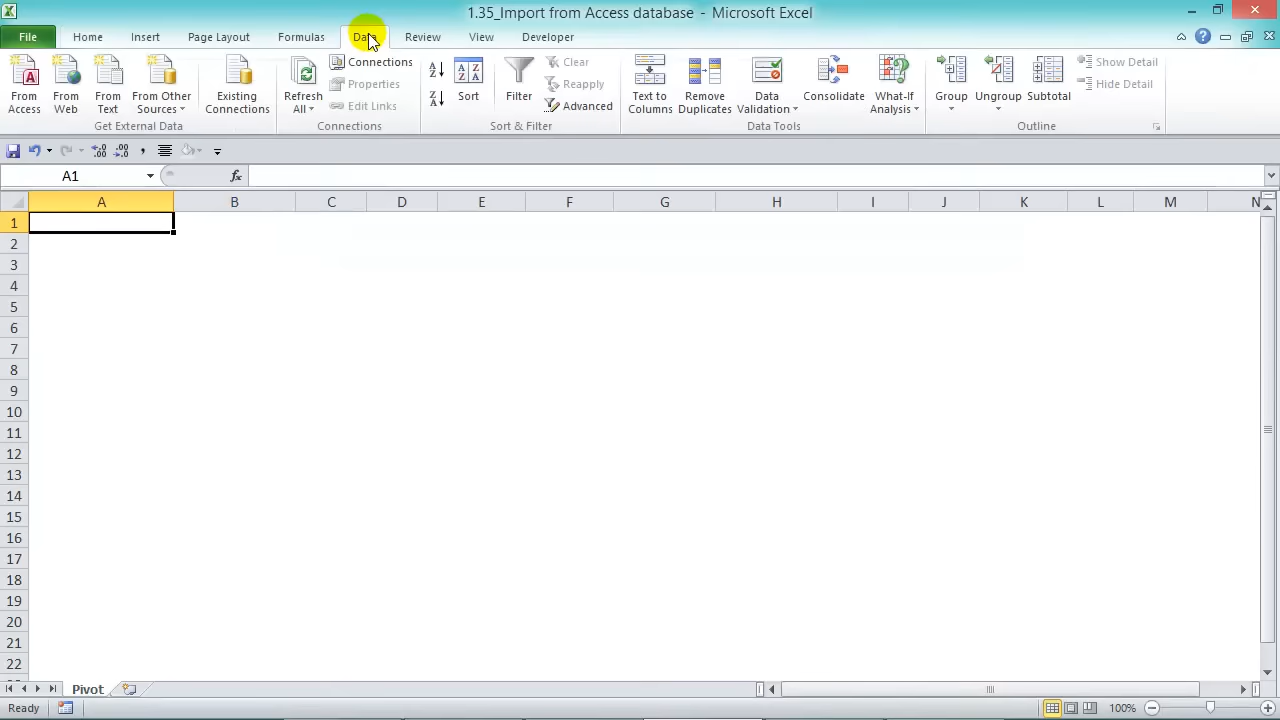 1.35_Import from Access database - Microsoft Excel
File Home Insert Page Layout Formulas Data Review View Developer
From Access
From Web
From Text
From Other Sources
Existing Connections
Get External Data
Refresh All
Connections
Properties
Edit Links
Connections
Sort
Filter
Clear
Reapply
Advanced
Sort & Filter
Text to Columns
Remove Duplicates
Data Validation
Consolidate
What-If Analysis
Data Tools
Group
Ungroup
Subtotal
Show Detail
Hide Detail
Outline
A1 fx
A B C D E F G H I J K L M N
1
2
3
4
5
6
7
8
9
10
11
12
13
14
15
16
17
18
19
20
21
22
Pivot
Ready 100%